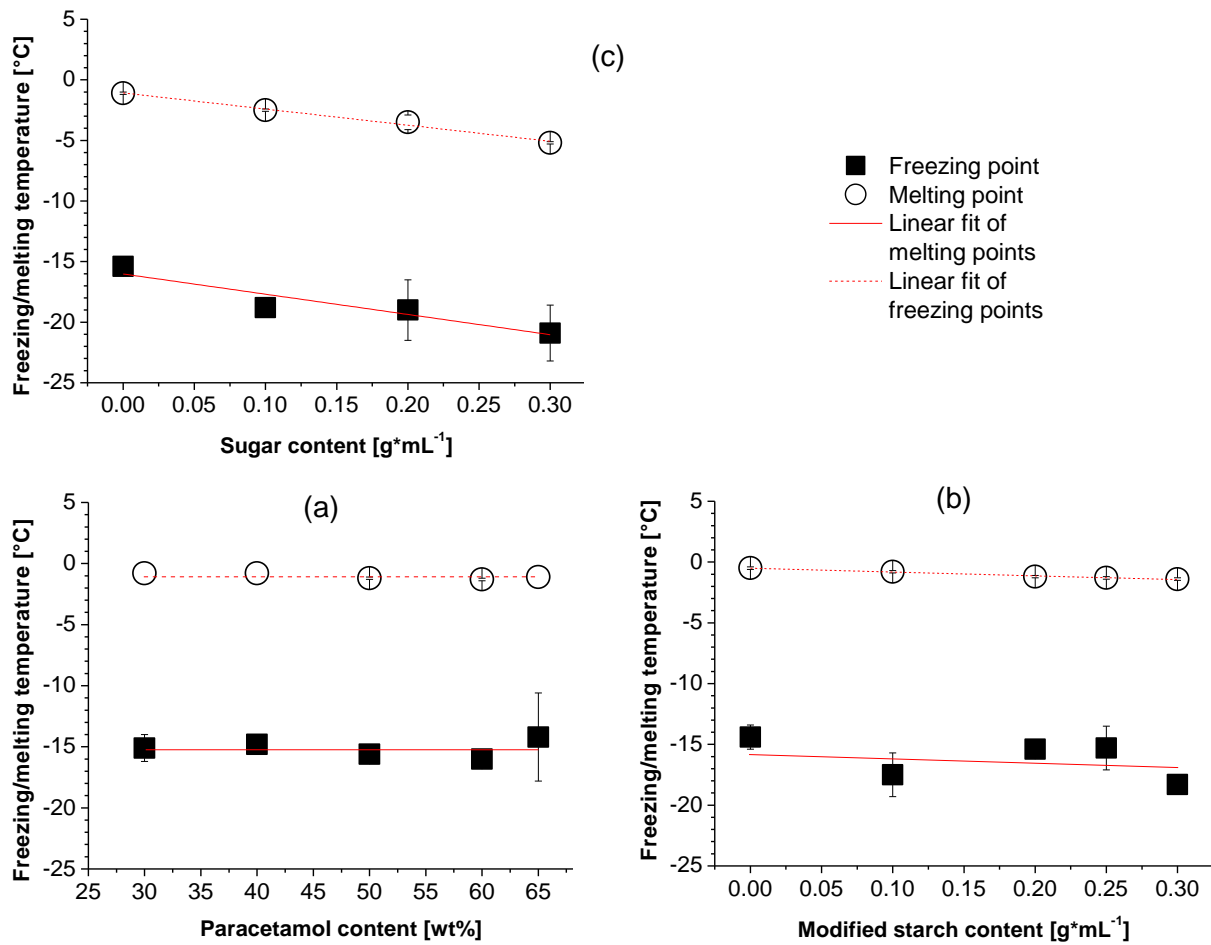 (c)
Freezing/melting temperature [°C]
5
0
-5
-10
-15
-20
-25
0.00 0.05 0.10 0.15 0.20 0.25 0.30
Sugar content [g*mL⁻¹]
Freezing point
Melting point
Linear fit of
melting points
Linear fit of
freezing points
(a)
Freezing/melting temperature [°C]
5
0
-5
-10
-15
-20
-25
25 30 35 40 45 50 55 60 65
Paracetamol content [wt%]
(b)
Freezing/melting temperature [°C]
5
0
-5
-10
-15
-20
-25
0.00 0.05 0.10 0.15 0.20 0.25 0.30
Modified starch content [g*mL⁻¹]